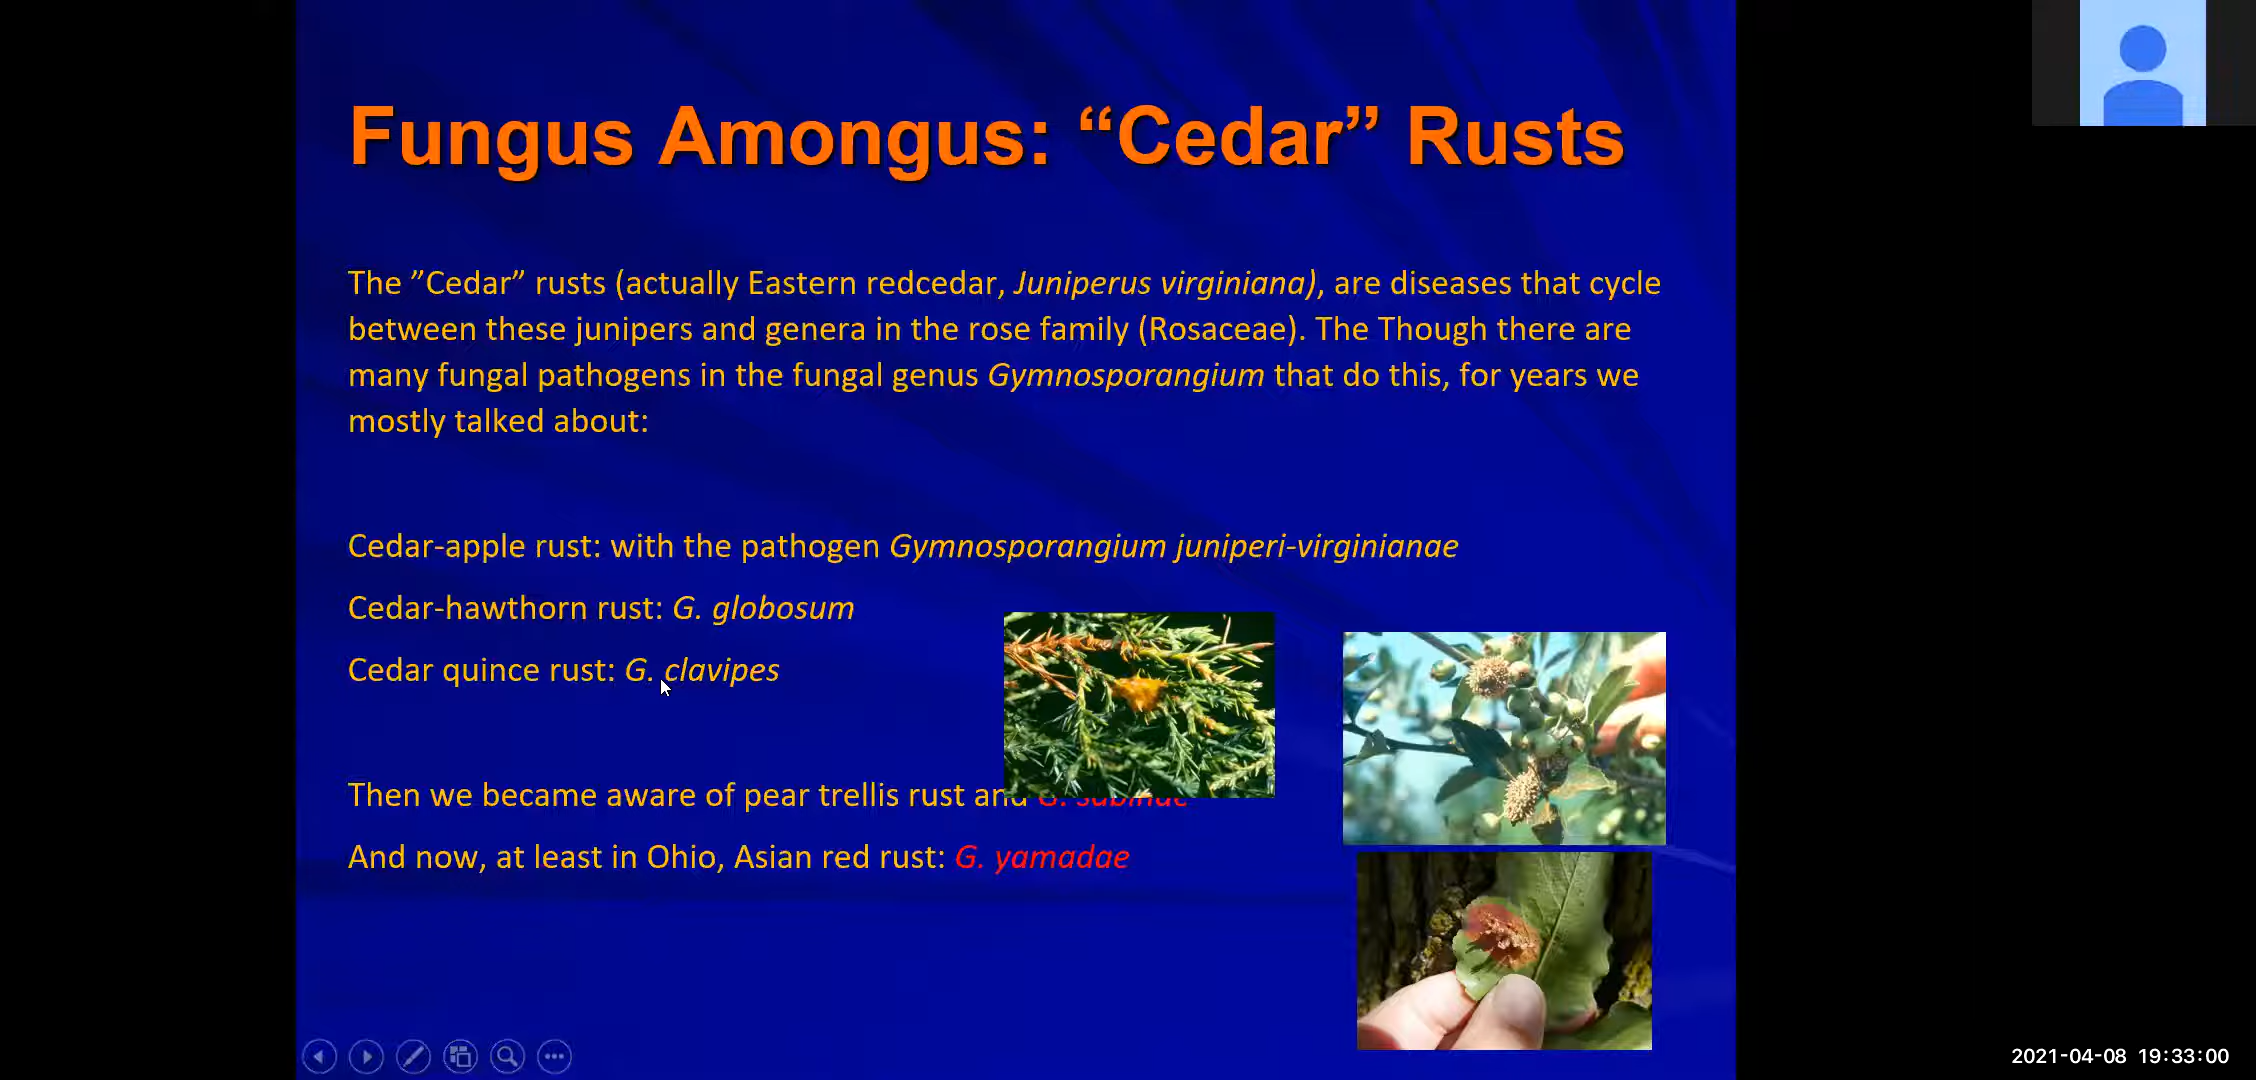 Fungus Amongus: “Cedar” Rusts
The ”Cedar” rusts (actually Eastern redcedar, Juniperus virginiana), are diseases that cycle
between these junipers and genera in the rose family (Rosaceae). The Though there are
many fungal pathogens in the fungal genus Gymnosporangium that do this, for years we
mostly talked about:
Cedar-apple rust: with the pathogen Gymnosporangium juniperi-virginianae
Cedar-hawthorn rust: G. globosum
Cedar quince rust: G. clavipes
Then we became aware of pear trellis rust and G.
And now, at least in Ohio, Asian red rust: G. yamadae
2021-04-08 19:33:00